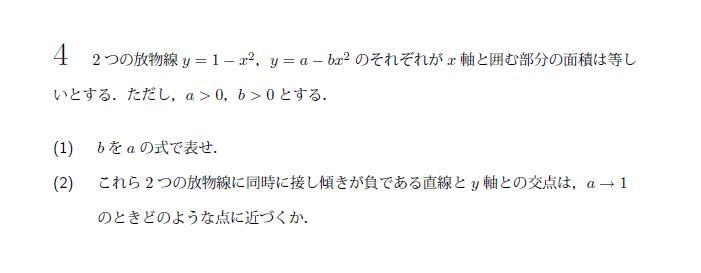 4 2つの放物線 y = 1 − x², y = a − bx² のそれぞれが x 軸と囲む部分の面積は等し
いとする．ただし，a > 0, b > 0 とする．
(1) b を a の式で表せ．
(2) これら 2 つの放物線に同時に接し傾きが負である直線と y 軸との交点は，a → 1
のときどのような点に近づくか．